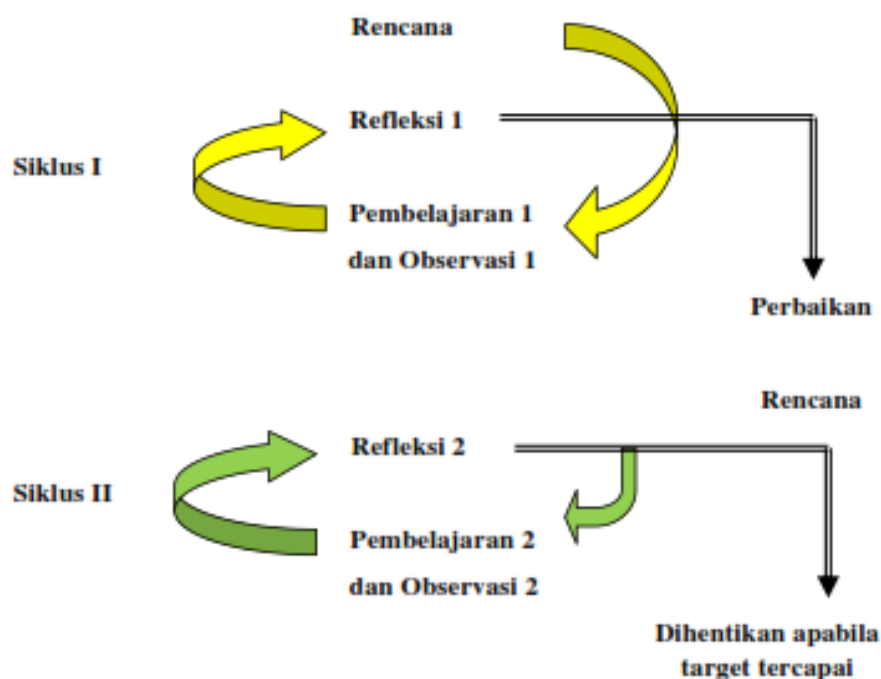 Rencana
Refleksi 1
Siklus I
Pembelajaran 1
dan Observasi 1
Perbaikan
Rencana
Refleksi 2
Siklus II
Pembelajaran 2
dan Observasi 2
Dihentikan apabila
target tercapai